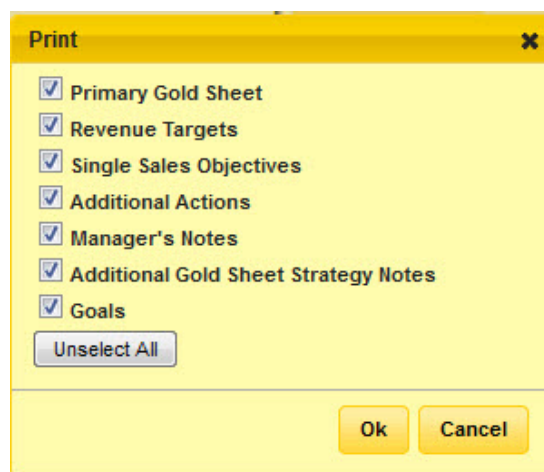 Print
Primary Gold Sheet
Revenue Targets
Single Sales Objectives
Additional Actions
Manager's Notes
Additional Gold Sheet Strategy Notes
Goals
Unselect All
Ok Cancel